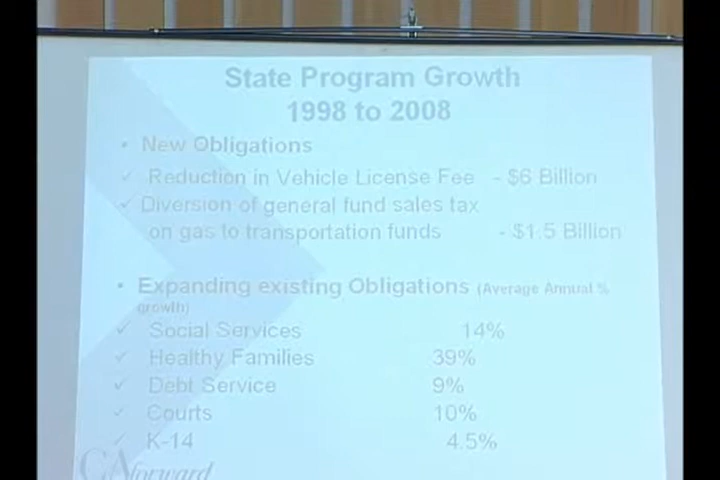 State Program Growth
1998 to 2008
• New Obligations
✓ Reduction in Vehicle License Fee - $6 Billion
✓ Diversion of general fund sales tax
on gas to transportation funds - $1.5 Billion
• Expanding existing Obligations (Average Annual %
growth)
✓ Social Services 14%
✓ Healthy Families 39%
✓ Debt Service 9%
✓ Courts 10%
✓ K-14 4.5%
CAforward